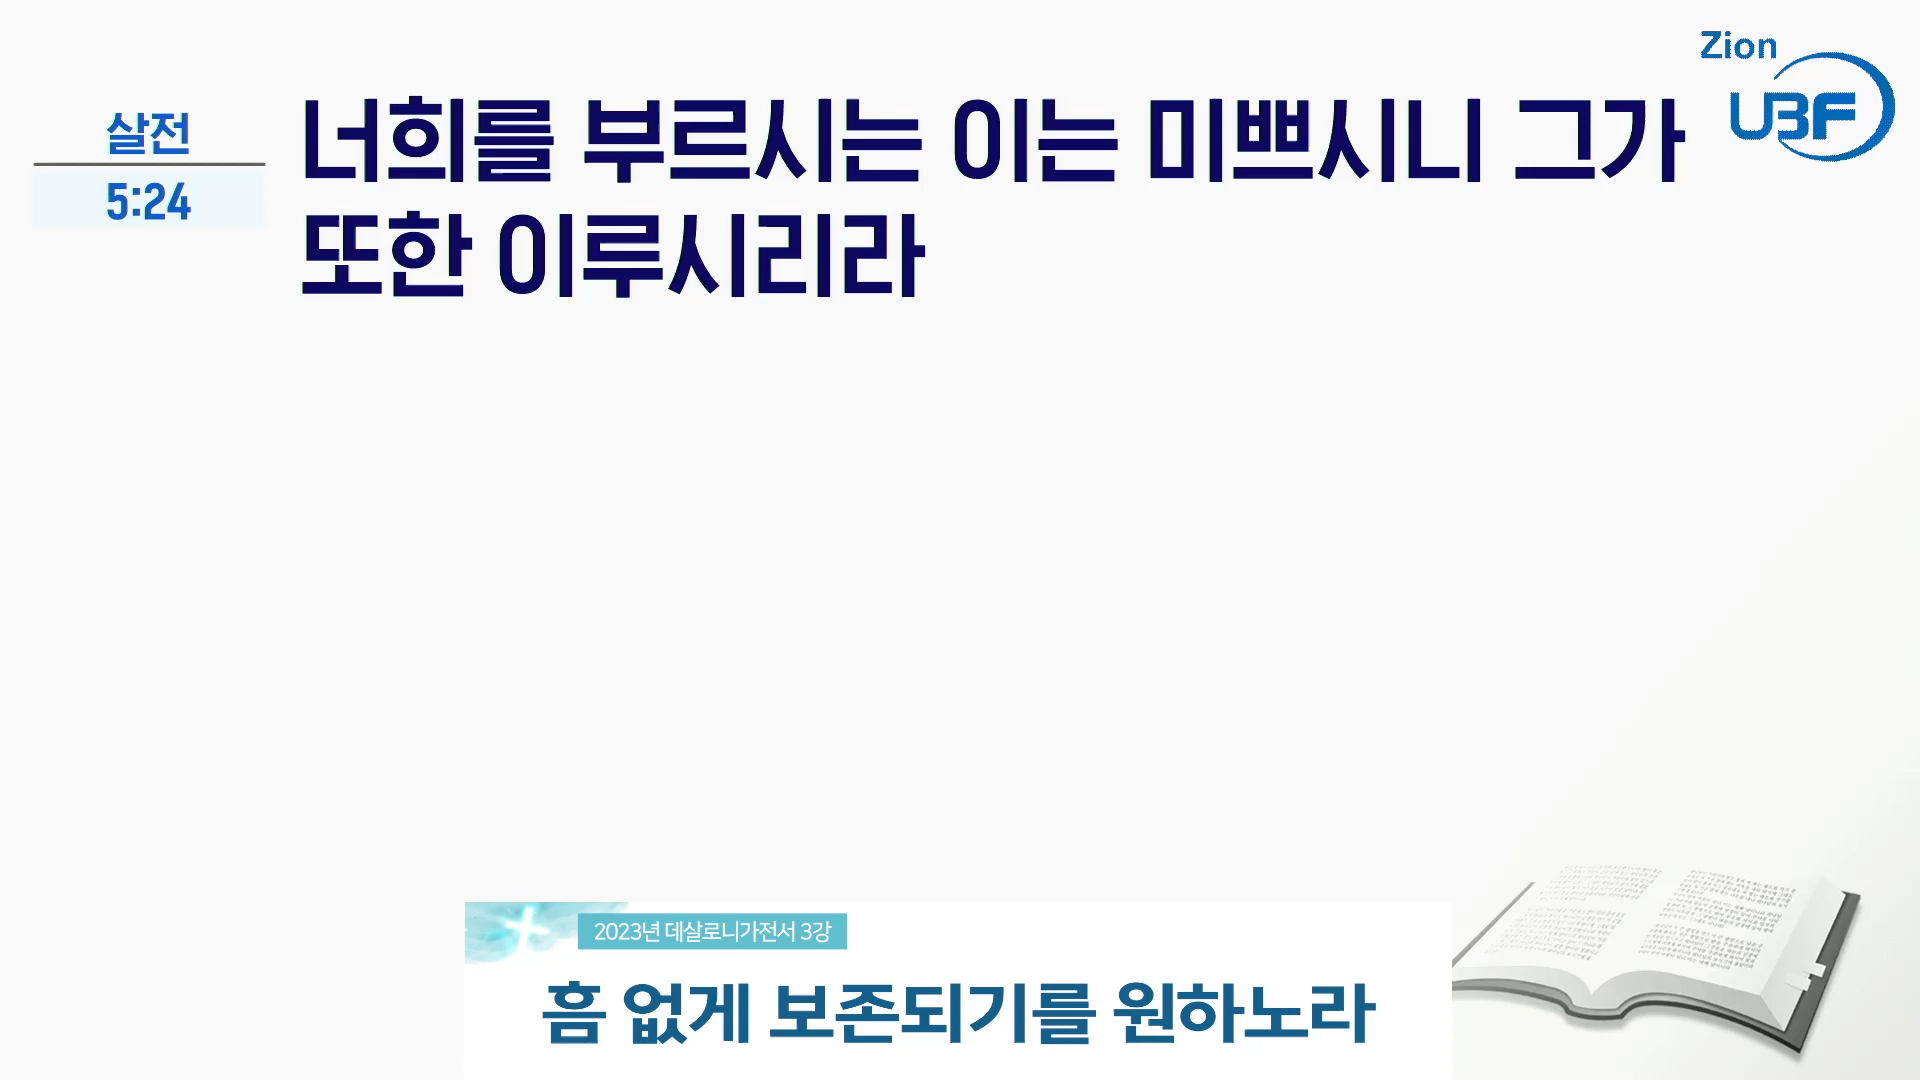 Zion
UBF
살전
5:24
너희를 부르시는 이는 미쁘시니 그가
또한 이루시리라
2023년 데살로니가전서 3강
흠 없게 보존되기를 원하노라